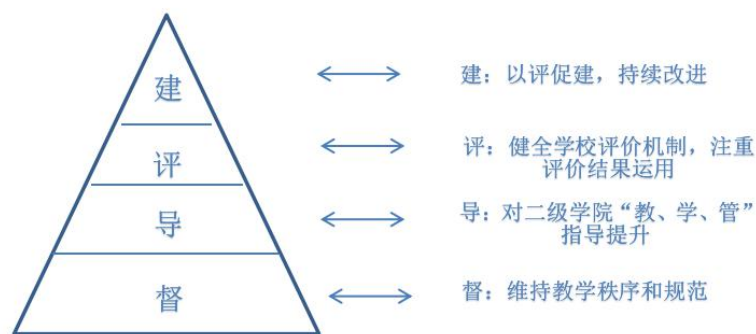 建
建：以评促建，持续改进
评
评：健全学校评价机制，注重
评价结果运用
导
导：对二级学院“教、学、管”
指导提升
督
督：维持教学秩序和规范